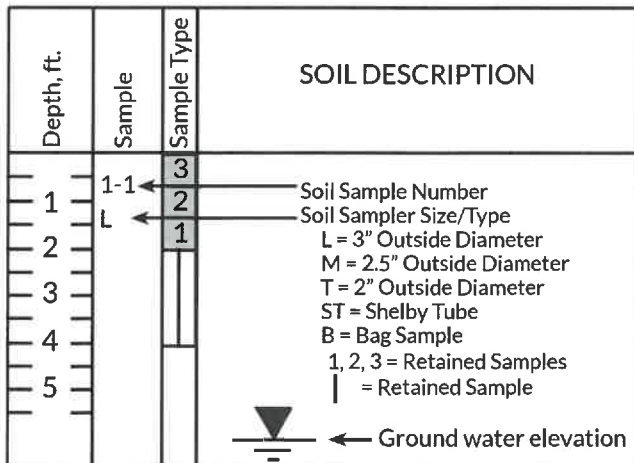 Depth, ft.
Sample
Sample Type
SOIL DESCRIPTION
3
1-1
Soil Sample Number
1
2
L
Soil Sampler Size/Type
1
L = 3" Outside Diameter
2
M = 2.5" Outside Diameter
T = 2" Outside Diameter
3
ST = Shelby Tube
B = Bag Sample
4
1, 2, 3 = Retained Samples
| = Retained Sample
5
Ground water elevation